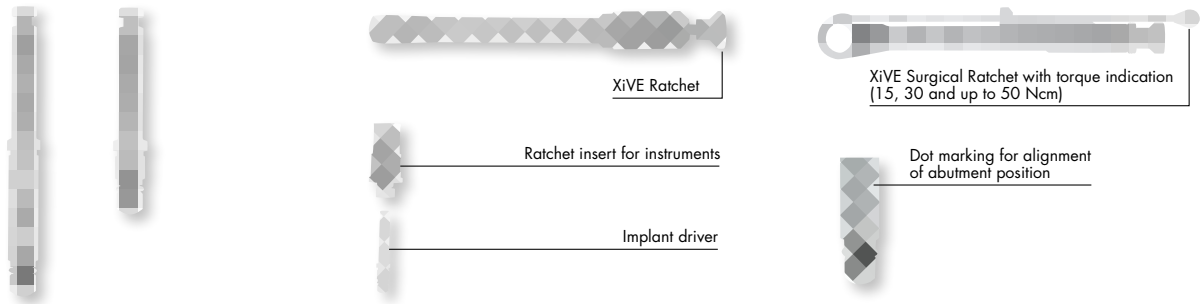 XiVE Ratchet
Ratchet insert for instruments
Implant driver
XiVE Surgical Ratchet with torque indication
(15, 30 and up to 50 Ncm)
Dot marking for alignment
of abutment position